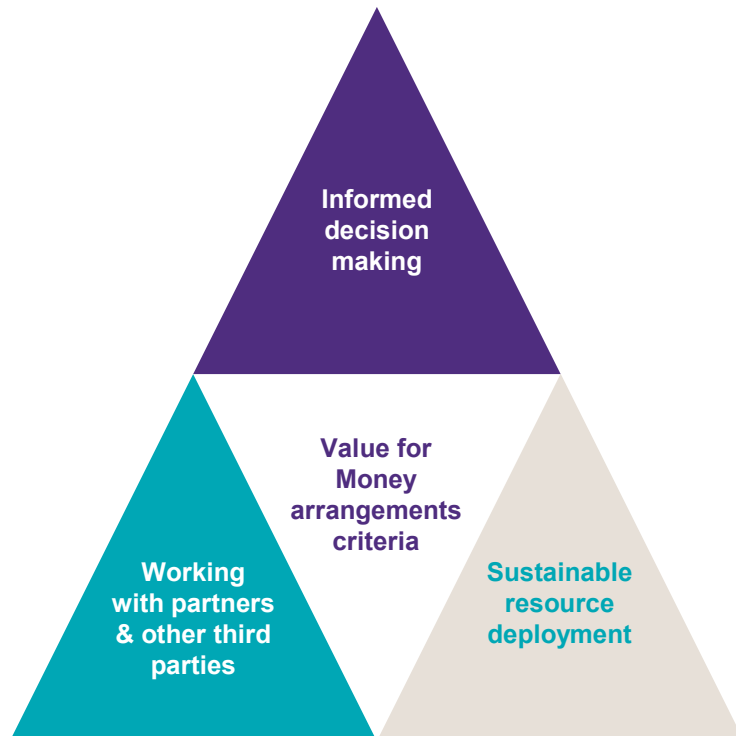 Informed
decision
making
Value for
Money
arrangements
criteria
Working
with partners
& other third
parties
Sustainable
resource
deployment